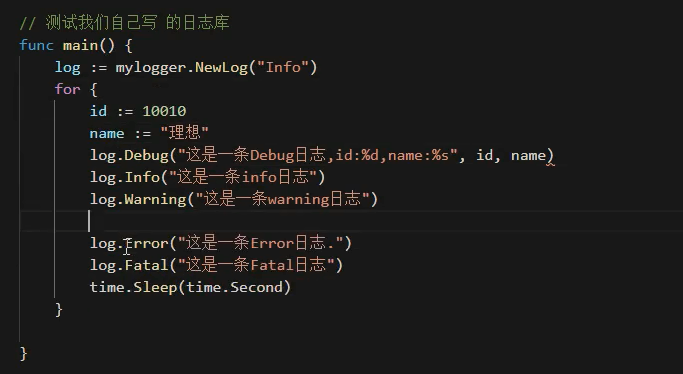 // 测试我们自己写 的日志库
func main() {
    log := mylogger.NewLog("Info")
    for {
        id := 10010
        name := "理想"
        log.Debug("这是一条Debug日志,id:%d,name:%s", id, name)
        log.Info("这是一条info日志")
        log.Warning("这是一条warning日志")
        log.Error("这是一条Error日志.")
        log.Fatal("这是一条Fatal日志")
        time.Sleep(time.Second)
    }
}